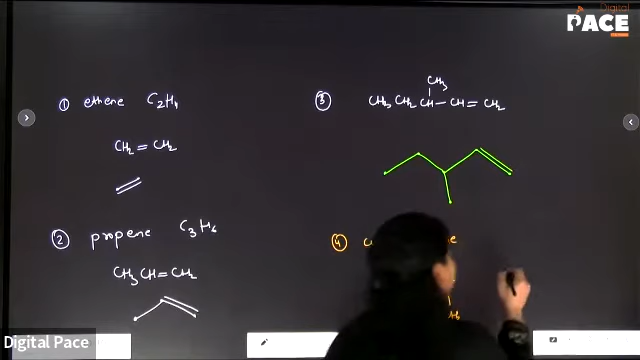 Digital
PACE
① ethene C2H4
CH2 = CH2
② propene C3H6
CH3 CH = CH2
③ CH3 CH2 CH — CH = CH2
CH3
④
Digital Pace